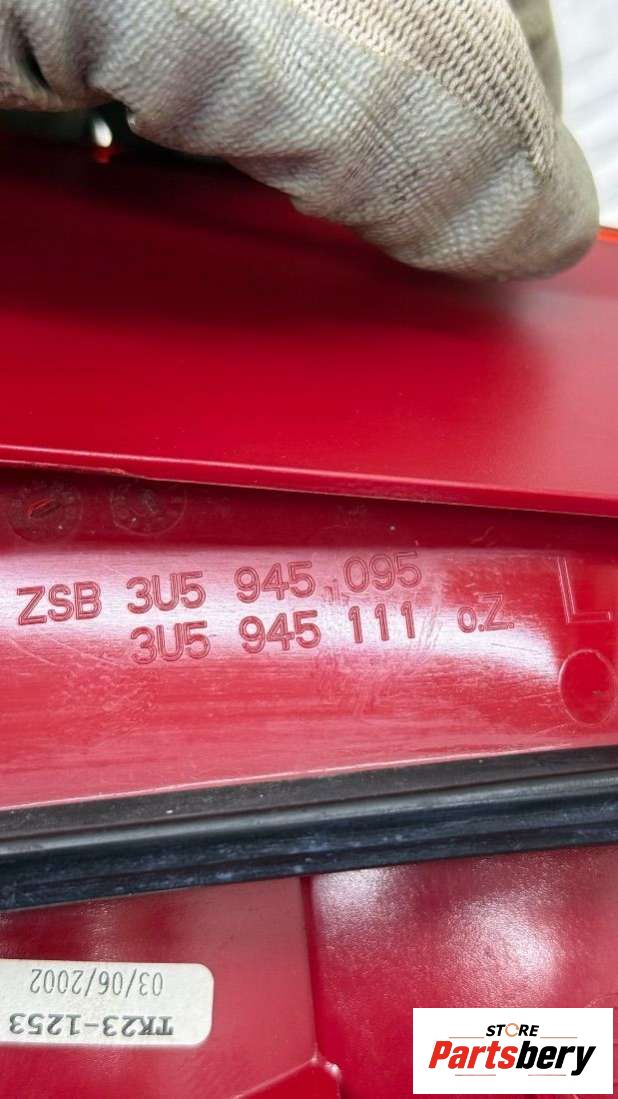 ZSB 3U5 945 095
3U5 945 111 o.Z.
L
03/06/2002
TK23-1253
STORE
Partsbery